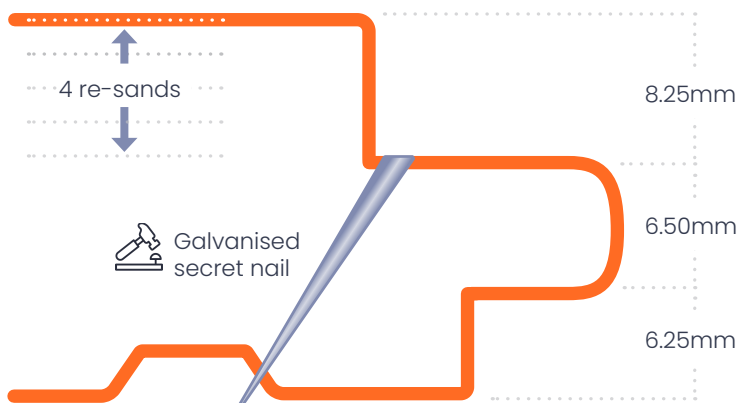 4 re-sands
8.25mm
Galvanised
secret nail
6.50mm
6.25mm